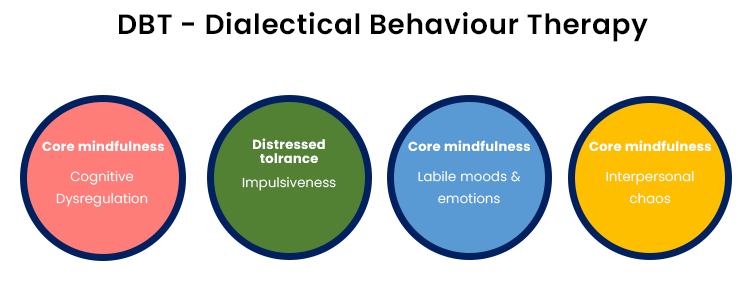 DBT - Dialectical Behaviour Therapy
Core mindfulness
Cognitive
Dysregulation
Distressed
tolrance
Impulsiveness
Core mindfulness
Labile moods &
emotions
Core mindfulness
Interpersonal
chaos